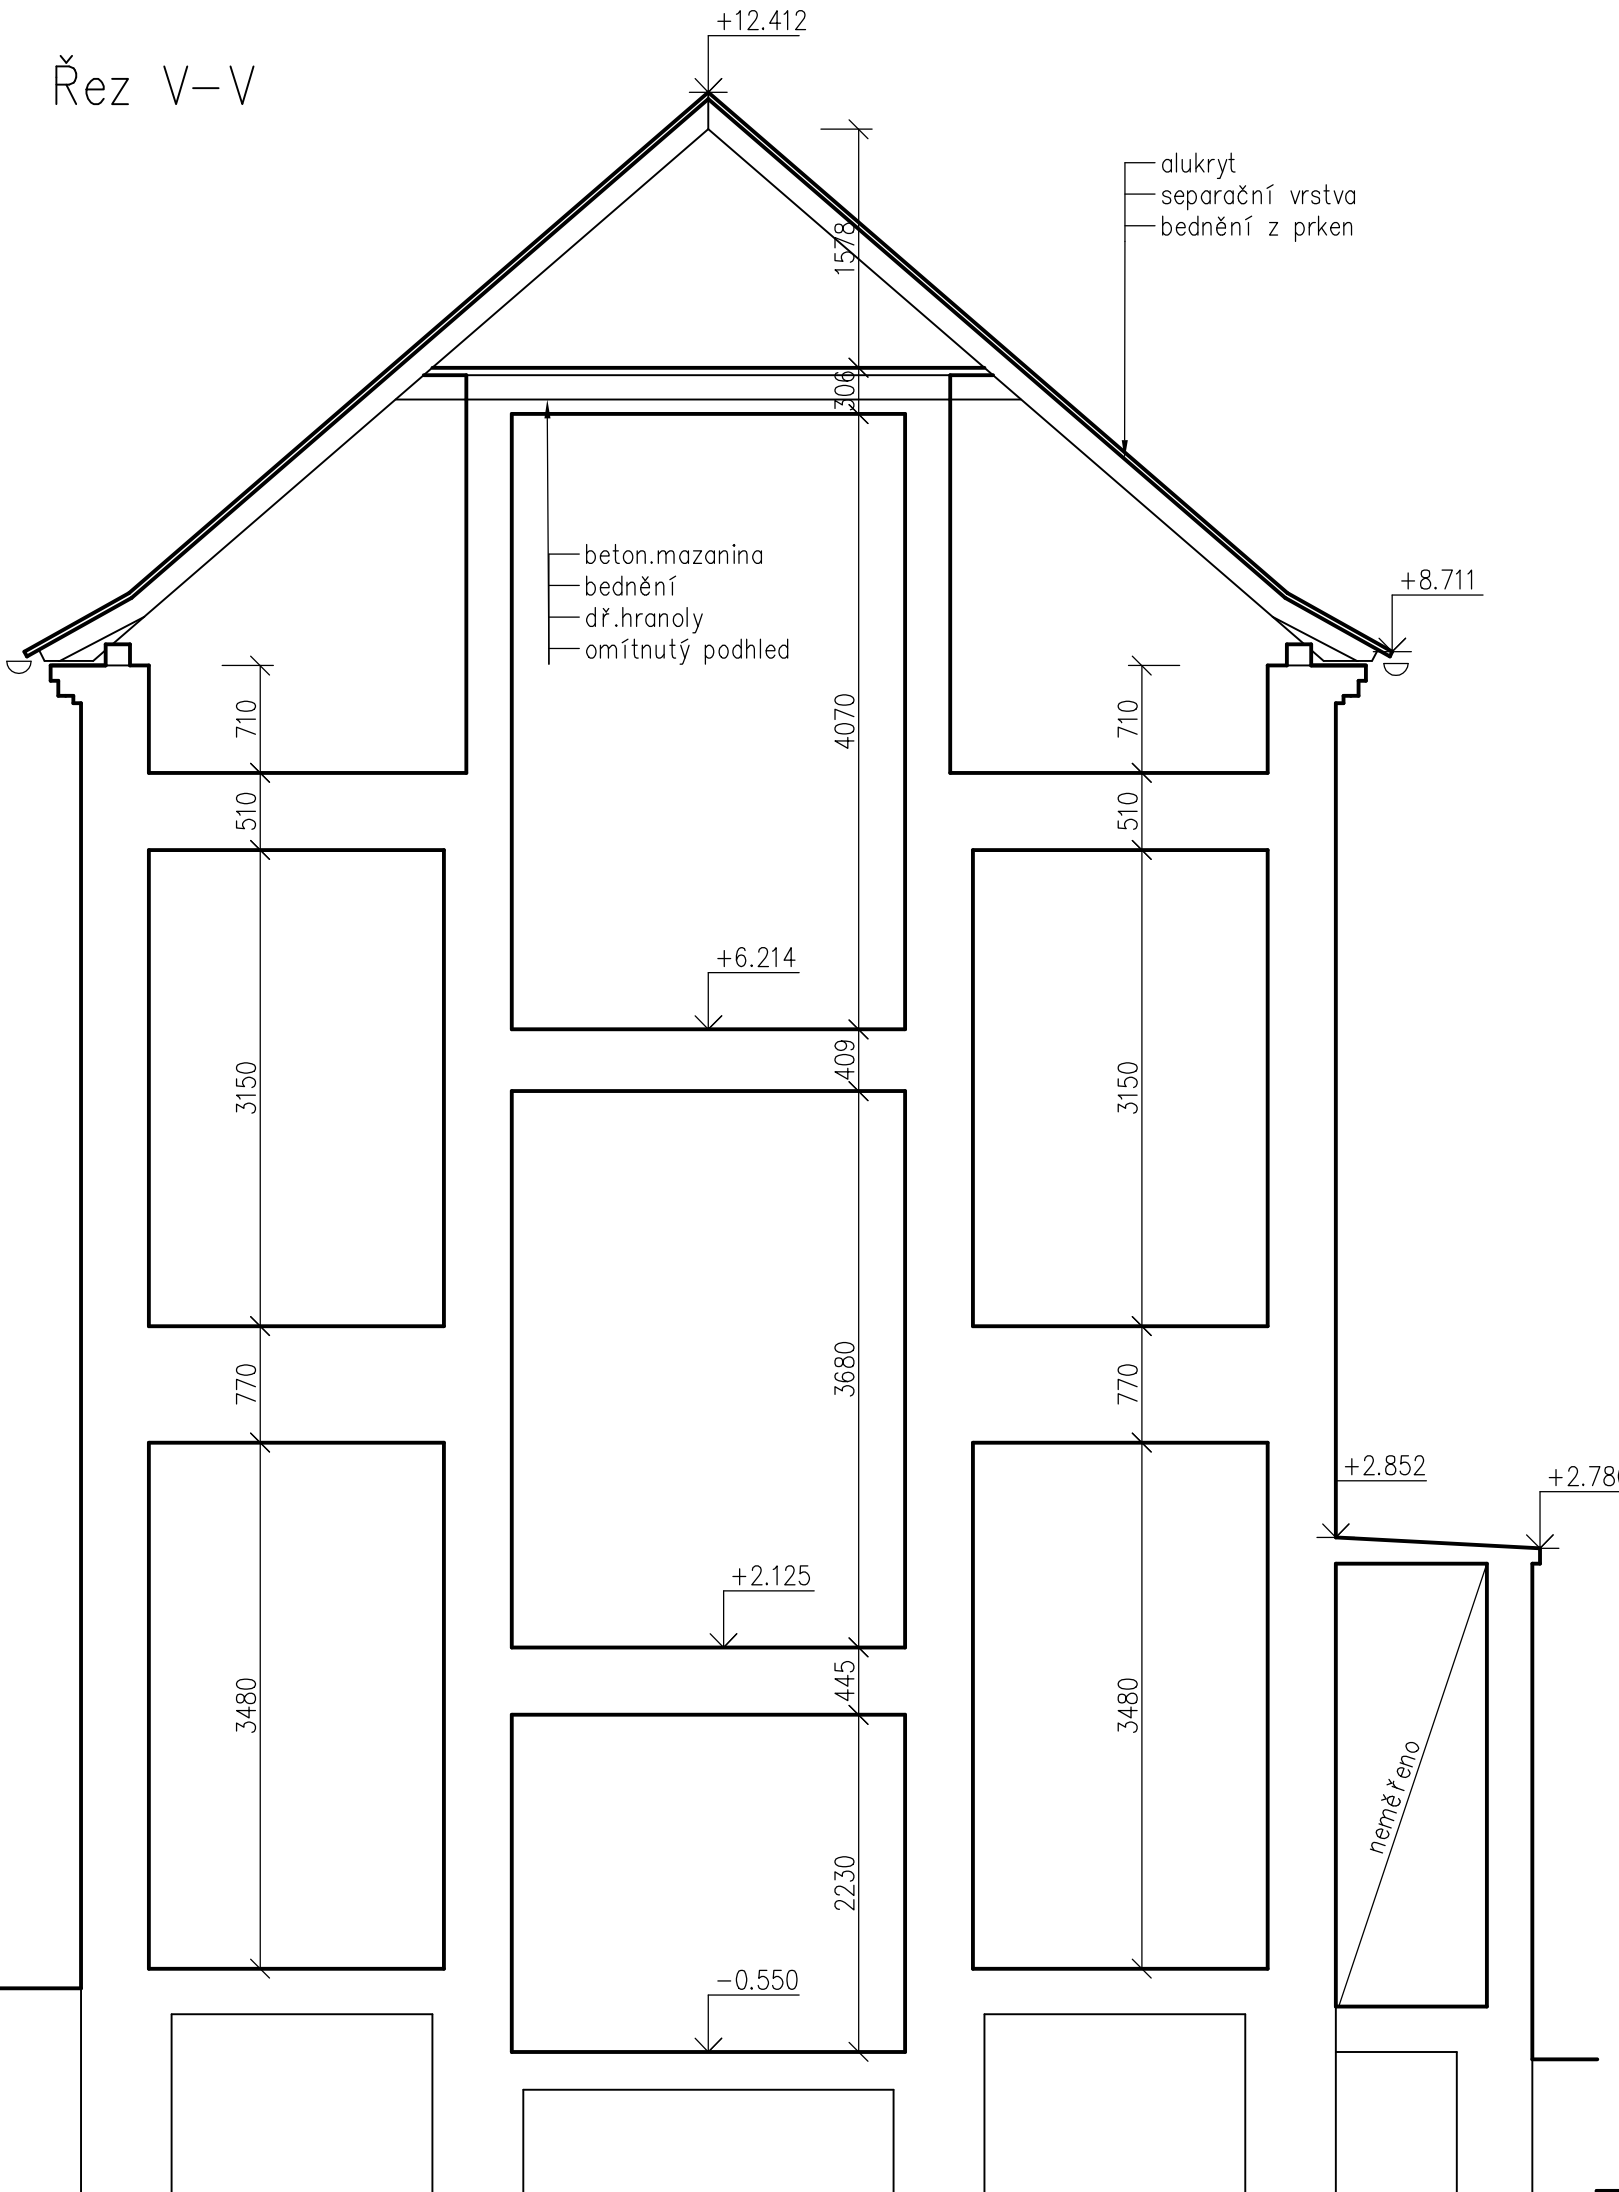 Řez V-V
+12.412
alukryt
separační vrstva
bednění z prken
1578
306
beton.mazanina
bednění
dř.hranoly
omítnutý podhled
+8.711
710
4070
710
510
510
+6.214
409
3150
3150
3680
770
770
+2.852
+2.125
445
3480
3480
neměřeno
2230
-0.550